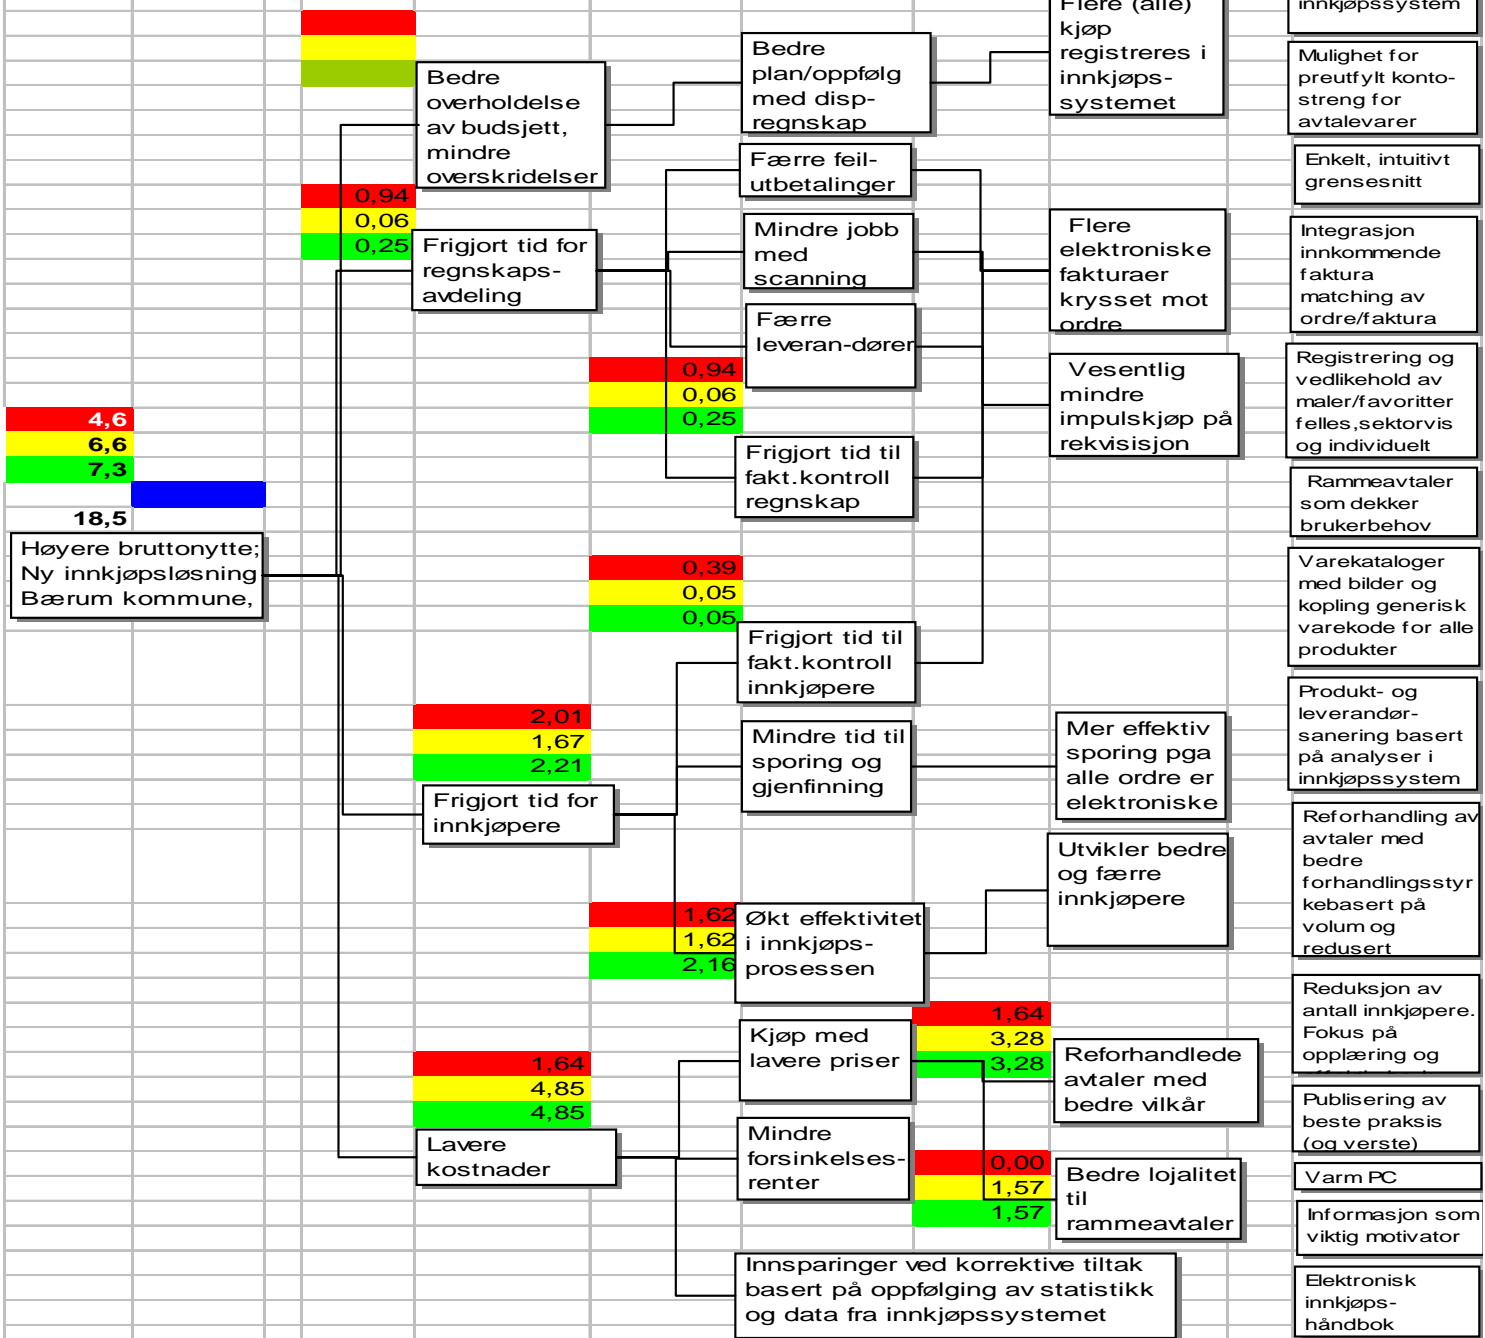 4,6
6,6
7,3
18,5
Høyere bruttonytte;
Ny innkjøpsløsning
Bærum kommune,
0,94
0,06
0,25
Bedre
overholdelse
av budsjett,
mindre
overskridelser
Frigjort tid for
regnskaps-
avdeling
2,01
1,67
2,21
Frigjort tid for
innkjøpere
1,64
4,85
4,85
Lavere
kostnader
Bedre
plan/oppfølg
med disp-
regnskap
Færre feil-
utbetalinger
Mindre jobb
med
scanning
Færre
leveran-dører
0,94
0,06
0,25
Frigjort tid til
fakt.kontroll
regnskap
0,39
0,05
0,05
Frigjort tid til
fakt.kontroll
innkjøpere
Mindre tid til
sporing og
gjenfinning
1,62
1,62
2,16
Økt effektivitet
i innkjøps-
prosessen
Kjøp med
lavere priser
Mindre
forsinkelses-
renter
Innsparinger ved korrektive tiltak
basert på oppfølging av statistikk
og data fra innkjøpssystemet
Flere (alle)
kjøp
registreres i
innkjøps-
systemet
Flere
elektroniske
fakturaer
krysset mot
ordre
Vesentlig
mindre
impulskjøp på
rekvisisjon
Mer effektiv
sporing pga
alle ordre er
elektroniske
Utvikler bedre
og færre
innkjøpere
1,64
3,28
3,28
Reforhandlede
avtaler med
bedre vilkår
0,00
1,57
1,57
Bedre lojalitet
til
rammeavtaler
innkjøpssystem
Mulighet for
preutfylt konto-
streng for
avtalevarer
Enkelt, intuitivt
grensesnitt
Integrasjon
innkommende
faktura
matching av
ordre/faktura
Registrering og
vedlikehold av
maler/favoritter
felles,sektorvis
og individuelt
Rammeavtaler
som dekker
brukerbehov
Varekataloger
med bilder og
kopling generisk
varekode for alle
produkter
Produkt- og
leverandør-
sanering basert
på analyser i
innkjøpssystem
Reforhandling av
avtaler med
bedre
forhandlingsstyr
kebasert på
volum og
redusert
Reduksjon av
antall innkjøpere.
Fokus på
opplæring og
Publisering av
beste praksis
(og verste)
Varm PC
Informasjon som
viktig motivator
Elektronisk
innkjøps-
håndbok